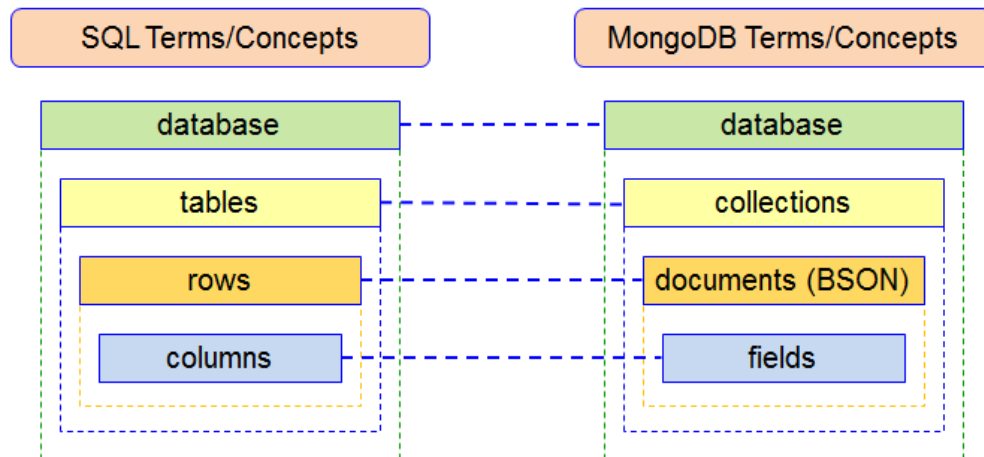 SQL Terms/Concepts
MongoDB Terms/Concepts
database
database
tables
collections
rows
documents (BSON)
columns
fields